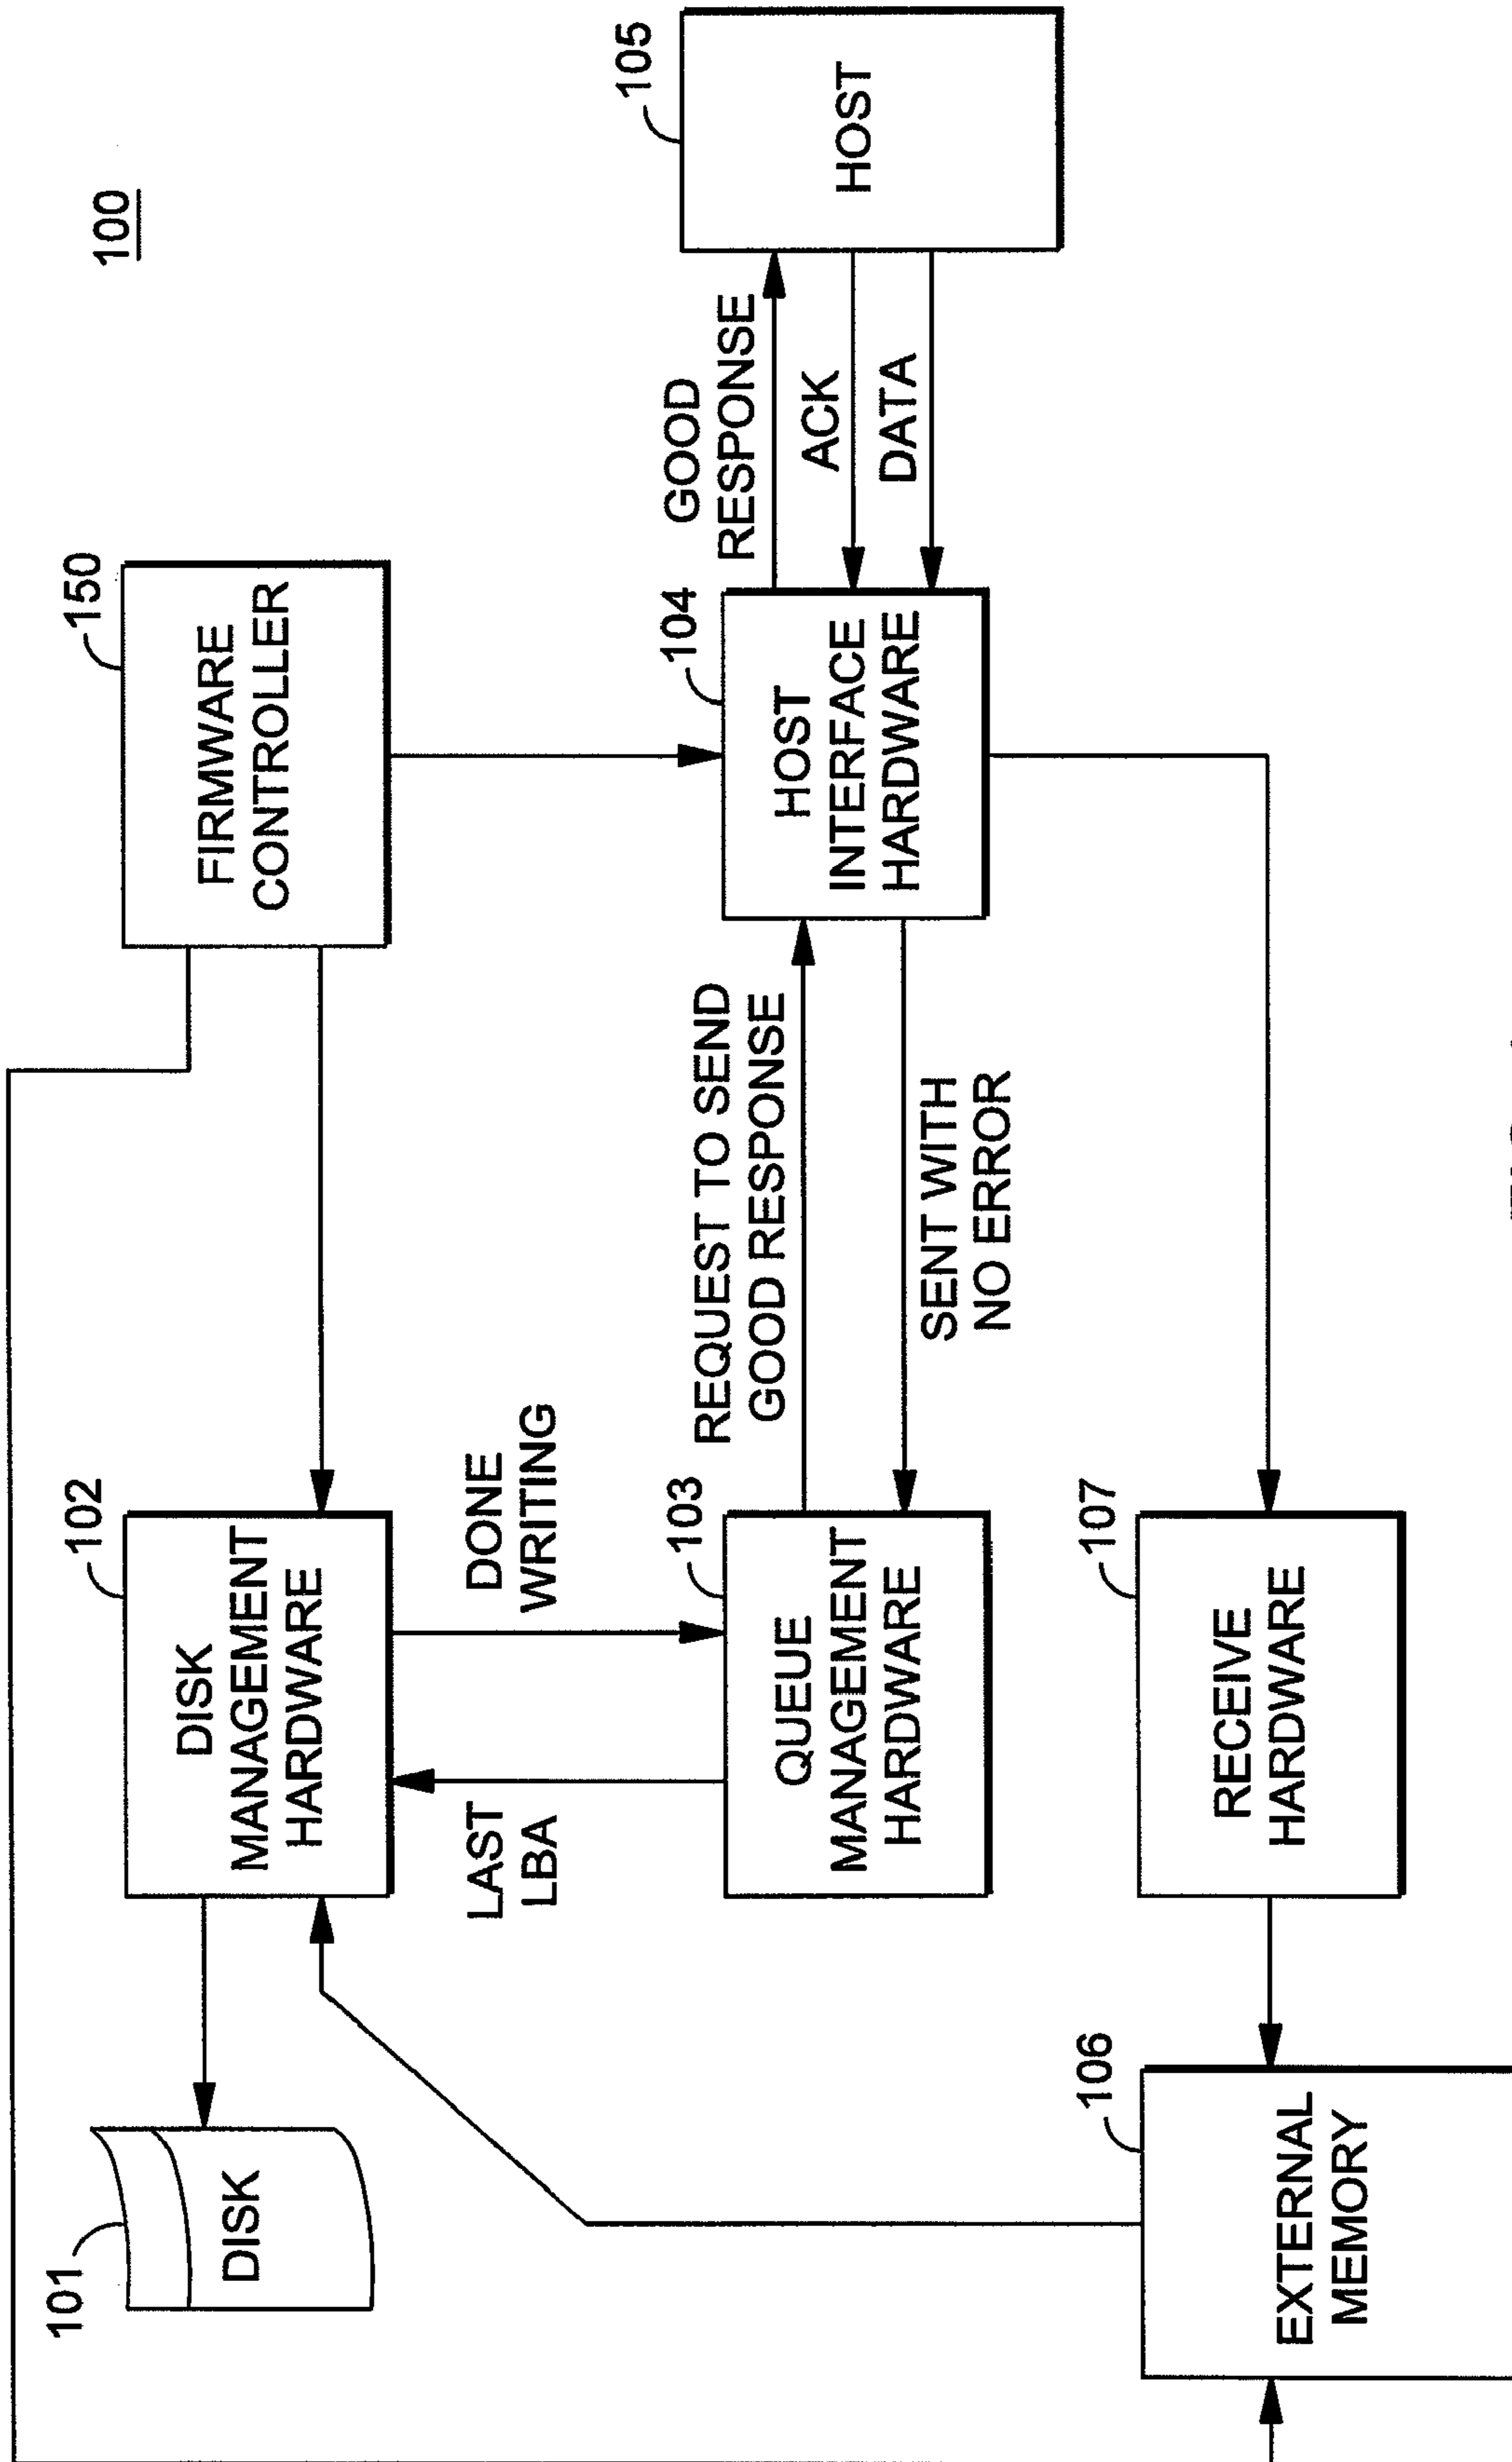 100
150
FIRMWARE
CONTROLLER
101
DISK
102
DISK
MANAGEMENT
HARDWARE
LAST
LBA
DONE
WRITING
103
QUEUE
MANAGEMENT
HARDWARE
REQUEST TO SEND
GOOD RESPONSE
SENT WITH
NO ERROR
104
HOST
INTERFACE
HARDWARE
GOOD
RESPONSE
ACK
DATA
105
HOST
106
EXTERNAL
MEMORY
107
RECEIVE
HARDWARE